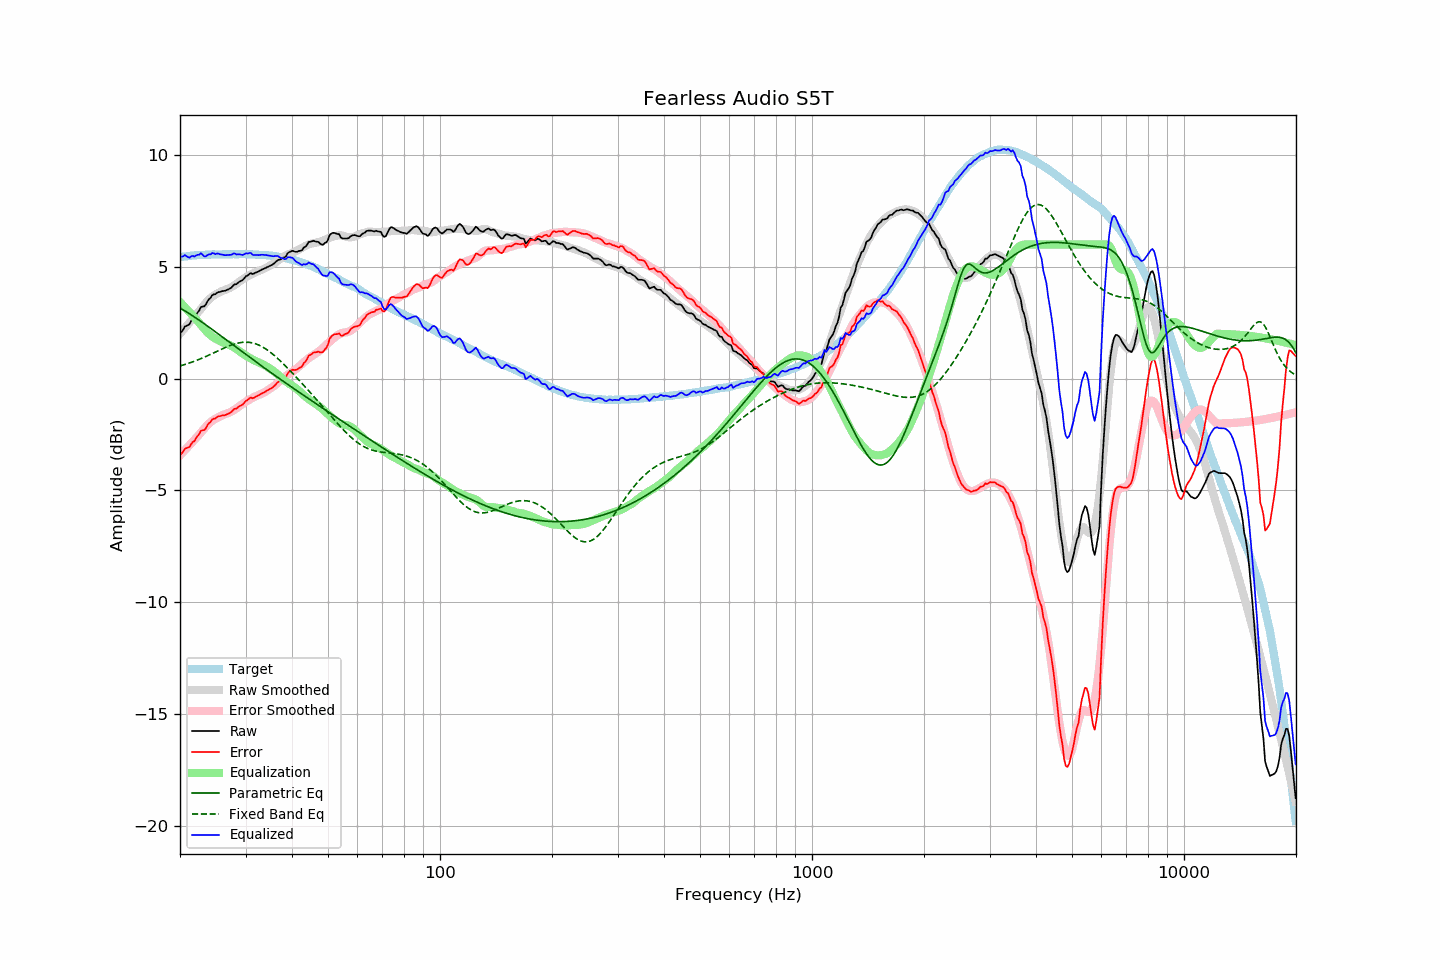 Fearless Audio S5T
Amplitude (dBr)
10
5
0
−5
−10
−15
−20
Target
Raw Smoothed
Error Smoothed
Raw
Error
Equalization
Parametric Eq
Fixed Band Eq
Equalized
100 1000 10000
Frequency (Hz)